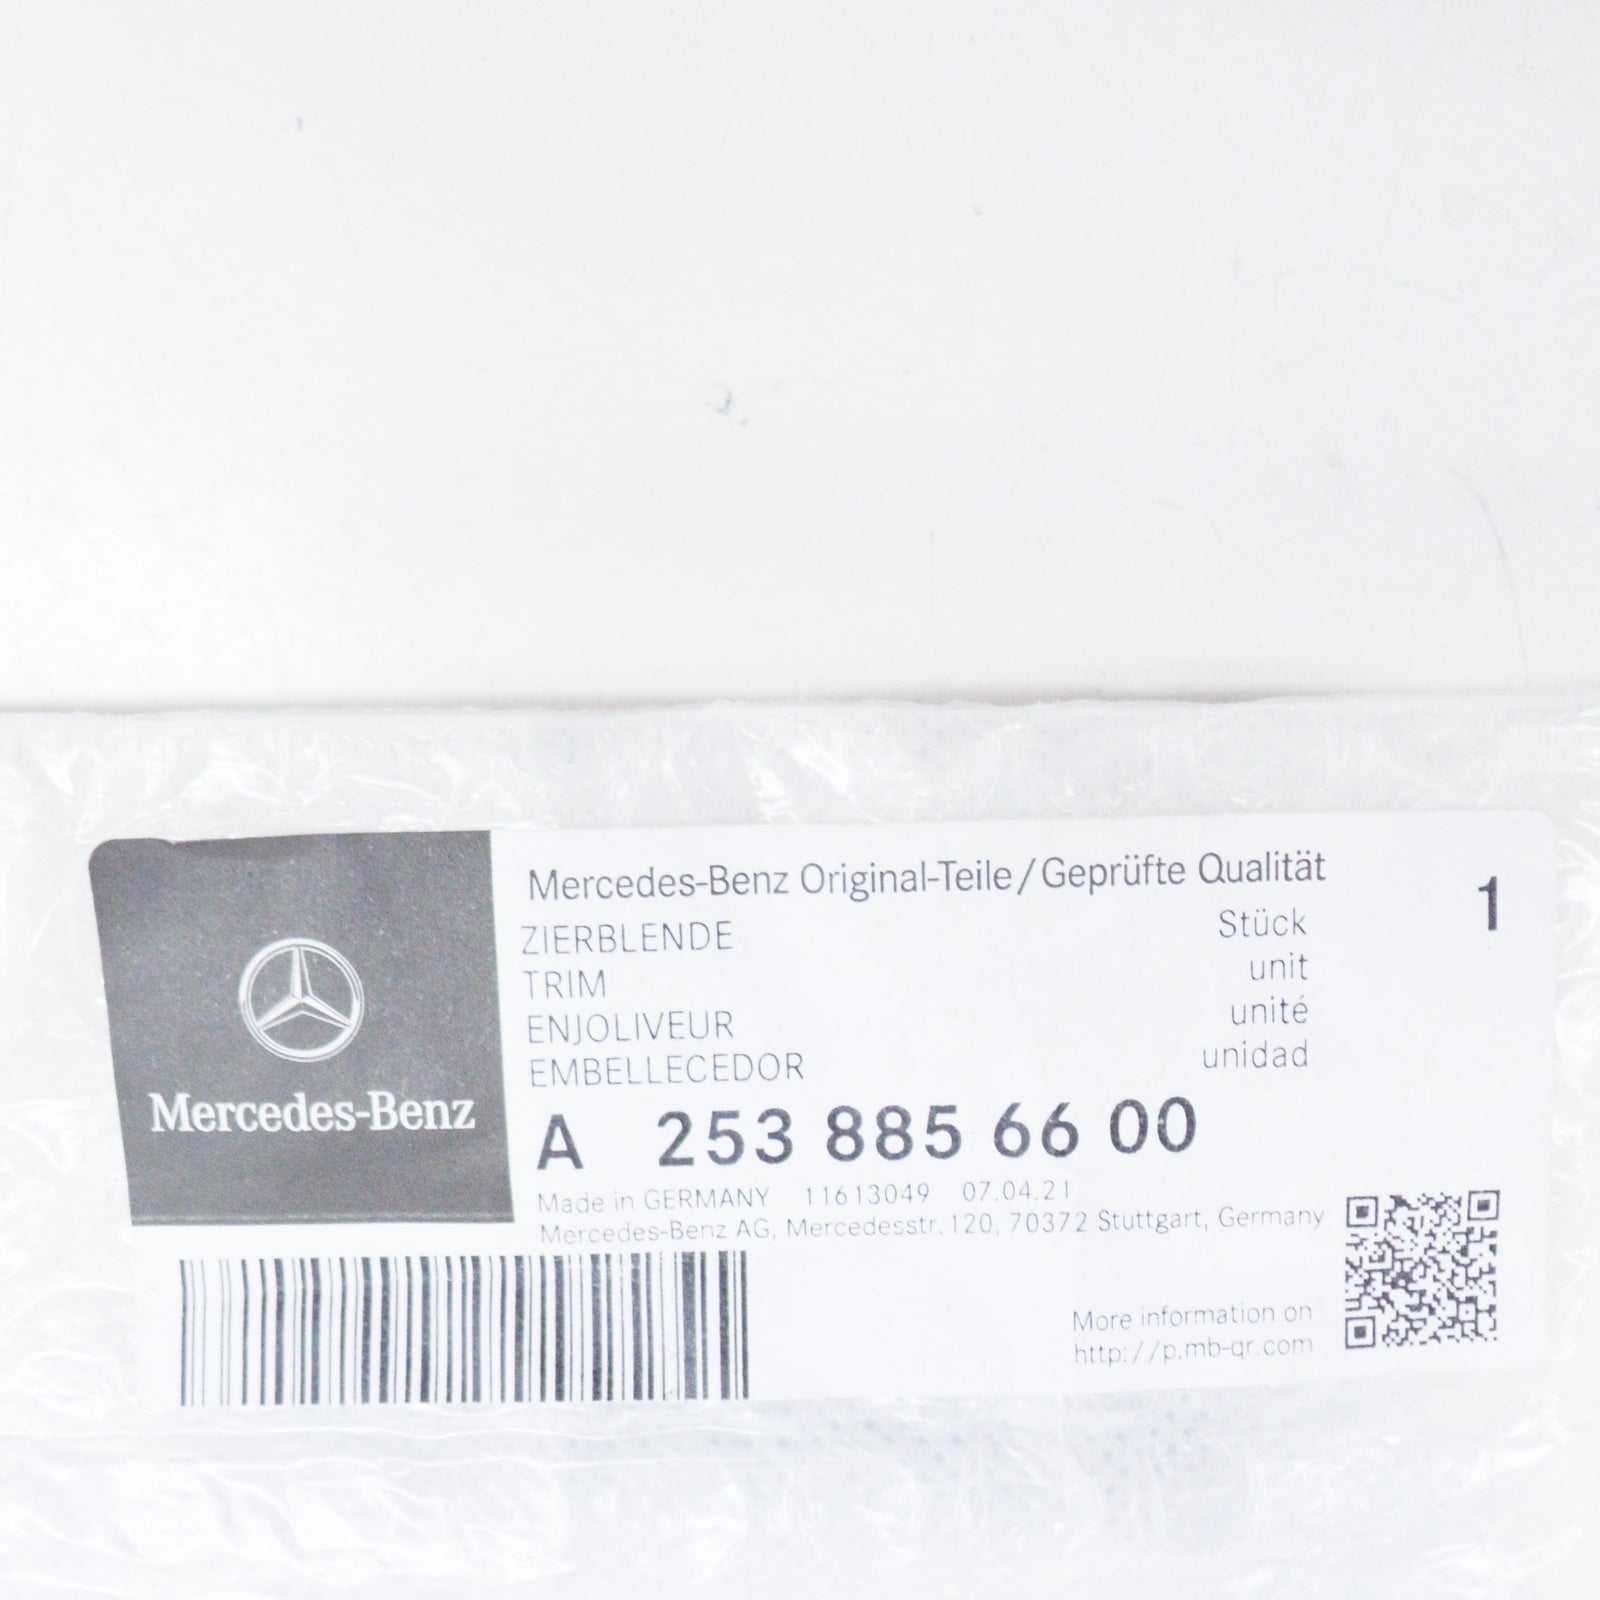 Mercedes-Benz
Mercedes-Benz Original-Teile/Geprüfte Qualität
ZIERBLENDE
TRIM
ENJOLIVEUR
EMBELLECEDOR
Stück
unit
unité
unidad
1
A 253 885 66 00
Made in GERMANY 11613049 07.04.21
Mercedes-Benz AG, Mercedesstr.120, 70372 Stuttgart, Germany
More information on
http://p.mb-qr.com